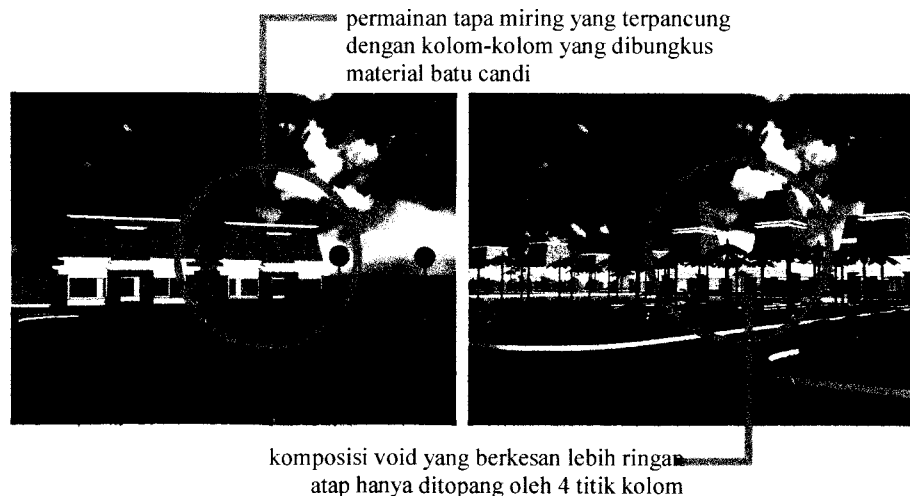 permainan tapa miring yang terpancung
dengan kolom-kolom yang dibungkus
material batu candi
komposisi void yang berkesan lebih ringan
atap hanya ditopang oleh 4 titik kolom